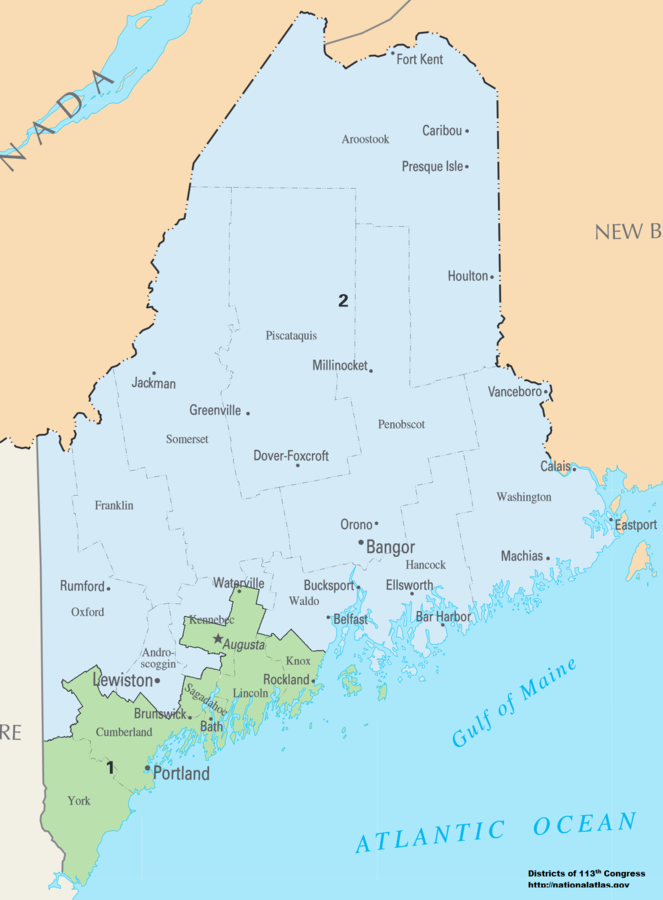 NADA
Fort Kent
Caribou
Aroostook
Presque Isle
NEW B
Houlton
2
Piscataquis
Millinocket
Jackman
Vanceboro
Greenville
Penobscot
Somerset
Dover-Foxcroft
Calais
Washington
Franklin
Orono
Eastport
Bangor
Machias
Hancock
Rumford
Waterville
Bucksport
Ellsworth
Waldo
Oxford
Kennebec
Belfast
Bar Harbor
Augusta
Andro-
scoggin
Knox
Lewiston
Rockland
Lincoln
Sagadahoc
Gulf of Maine
Brunswick
Bath
RE
Cumberland
1
Portland
York
ATLANTIC OCEAN
Districts of 113th Congress
http://nationalatlas.gov